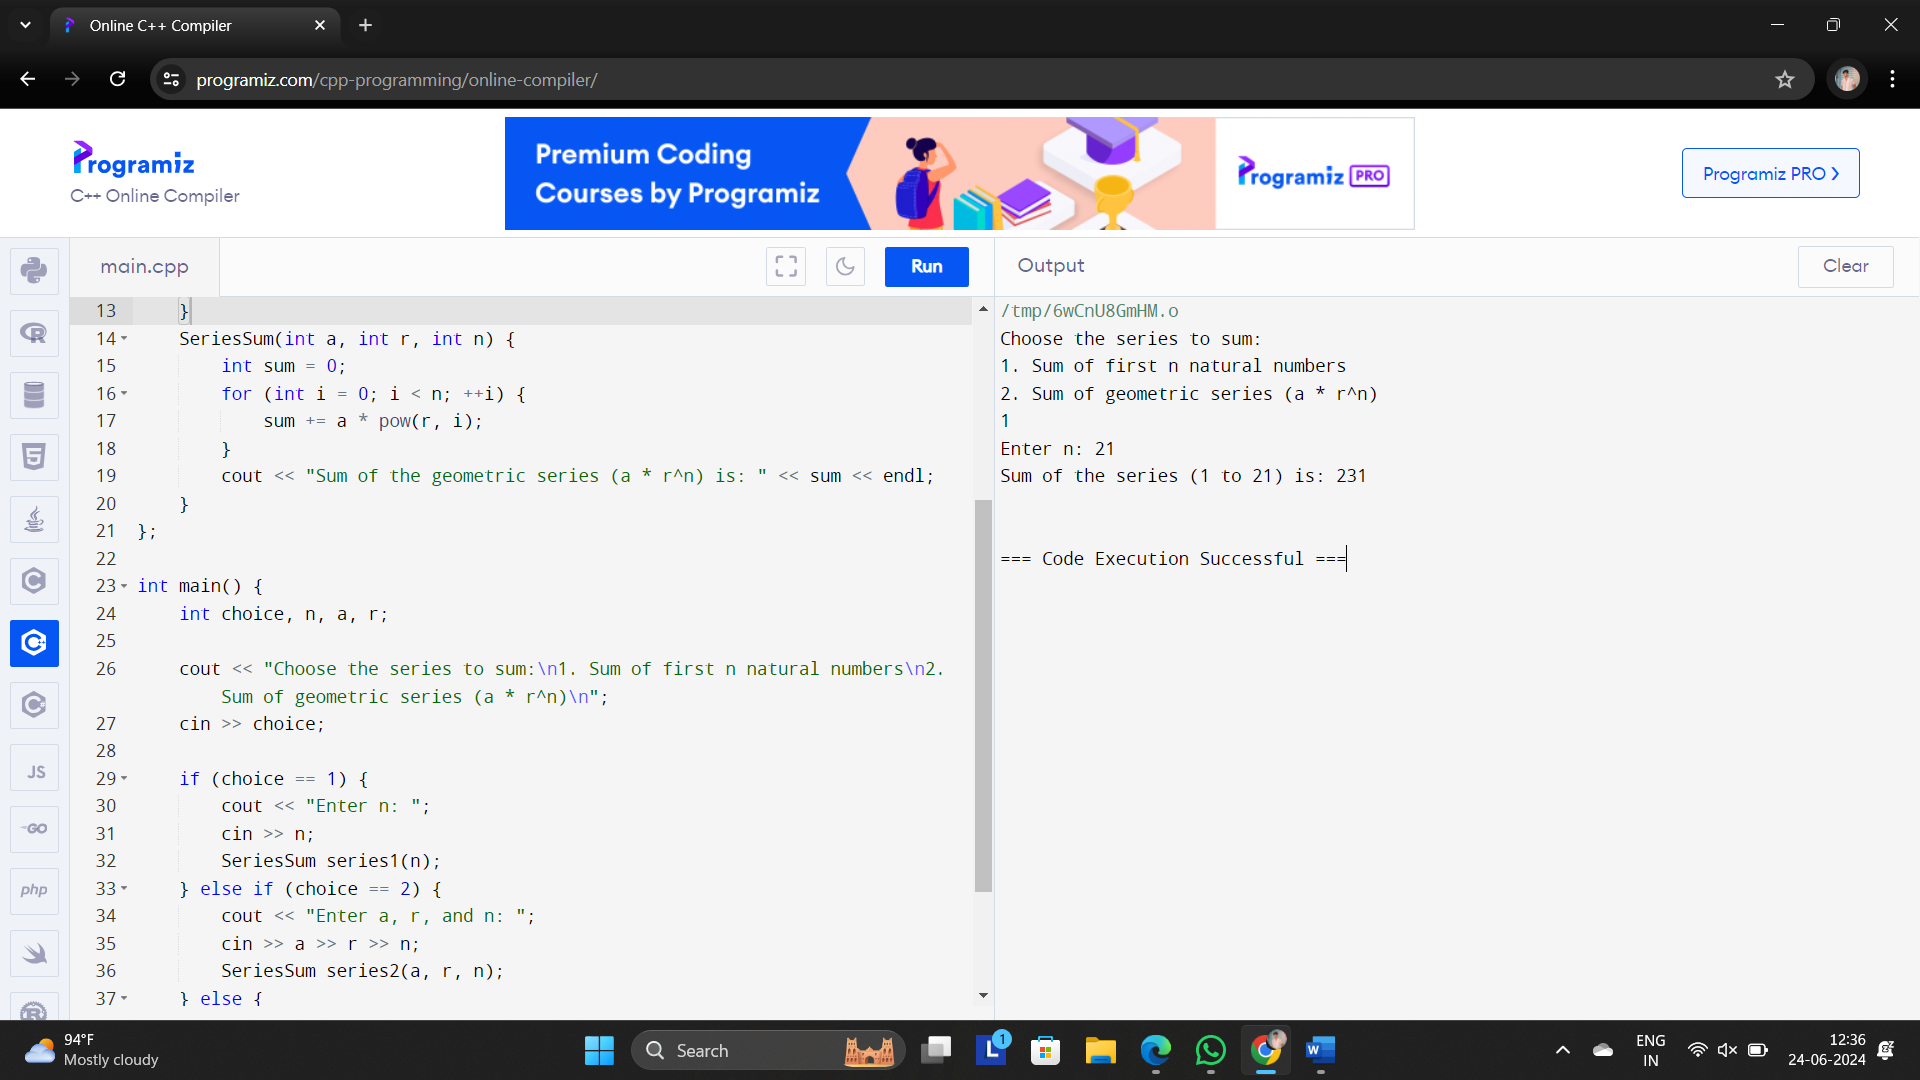 Online C++ Compiler
programiz.com/cpp-programming/online-compiler/
Programiz
C++ Online Compiler
Premium Coding
Courses by Programiz
Programiz PRO
Programiz PRO >
main.cpp
Run
Output
Clear
13 }
14 SeriesSum(int a, int r, int n) {
15 int sum = 0;
16 for (int i = 0; i < n; ++i) {
17 sum += a * pow(r, i);
18 }
19 cout << "Sum of the geometric series (a * r^n) is: " << sum << endl;
20 }
21 };
22
23 int main() {
24 int choice, n, a, r;
25
26 cout << "Choose the series to sum:\n1. Sum of first n natural numbers\n2.
Sum of geometric series (a * r^n)\n";
27 cin >> choice;
28
29 if (choice == 1) {
30 cout << "Enter n: ";
31 cin >> n;
32 SeriesSum series1(n);
33 } else if (choice == 2) {
34 cout << "Enter a, r, and n: ";
35 cin >> a >> r >> n;
36 SeriesSum series2(a, r, n);
37 } else {
/tmp/6wCnU8GmHM.o
Choose the series to sum:
1. Sum of first n natural numbers
2. Sum of geometric series (a * r^n)
1
Enter n: 21
Sum of the series (1 to 21) is: 231
=== Code Execution Successful ===
JS
GO
php
94°F
Mostly cloudy
Search
L
1
W
ENG
IN
12:36
24-06-2024